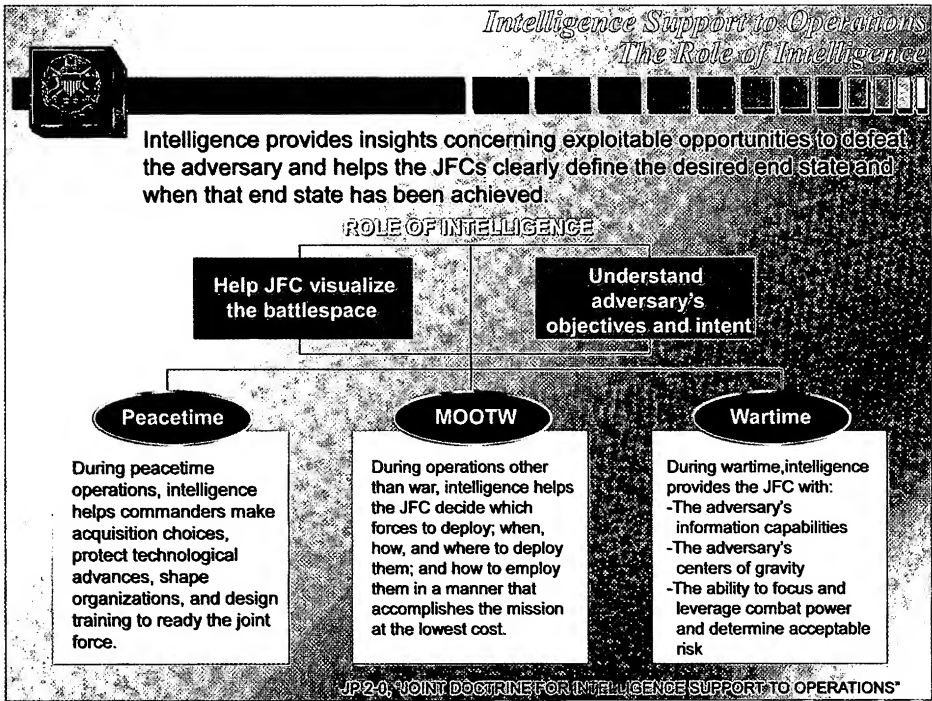 Intelligence Support to Operations
The Role of Intelligence
Intelligence provides insights concerning exploitable opportunities to defeat
the adversary and helps the JFCs clearly define the desired end state and
when that end state has been achieved.
ROLE OF INTELLIGENCE
Help JFC visualize
the battlespace
Understand
adversary's
objectives and intent
Peacetime
During peacetime
operations, intelligence
helps commanders make
acquisition choices,
protect technological
advances, shape
organizations, and design
training to ready the joint
force.
MOOTW
During operations other
than war, intelligence helps
the JFC decide which
forces to deploy; when,
how, and where to deploy
them; and how to employ
them in a manner that
accomplishes the mission
at the lowest cost.
Wartime
During wartime,intelligence
provides the JFC with:
-The adversary's
information capabilities
-The adversary's
centers of gravity
-The ability to focus and
leverage combat power
and determine acceptable
risk
JP 2-0, "JOINT DOCTRINE FOR INTELLIGENCE SUPPORT TO OPERATIONS"